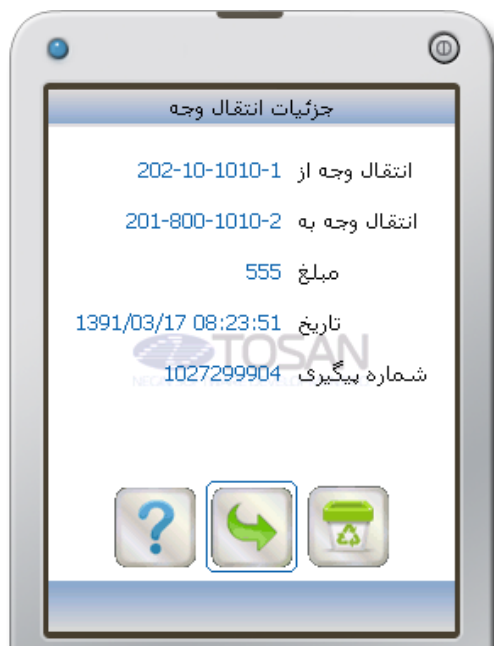 جزئیات انتقال وجه
انتقال وجه از 202-10-1010-1
انتقال وجه به 201-800-1010-2
مبلغ 555
تاریخ 1391/03/17 08:23:51
TOSAN
شماره پیگیری 1027299904